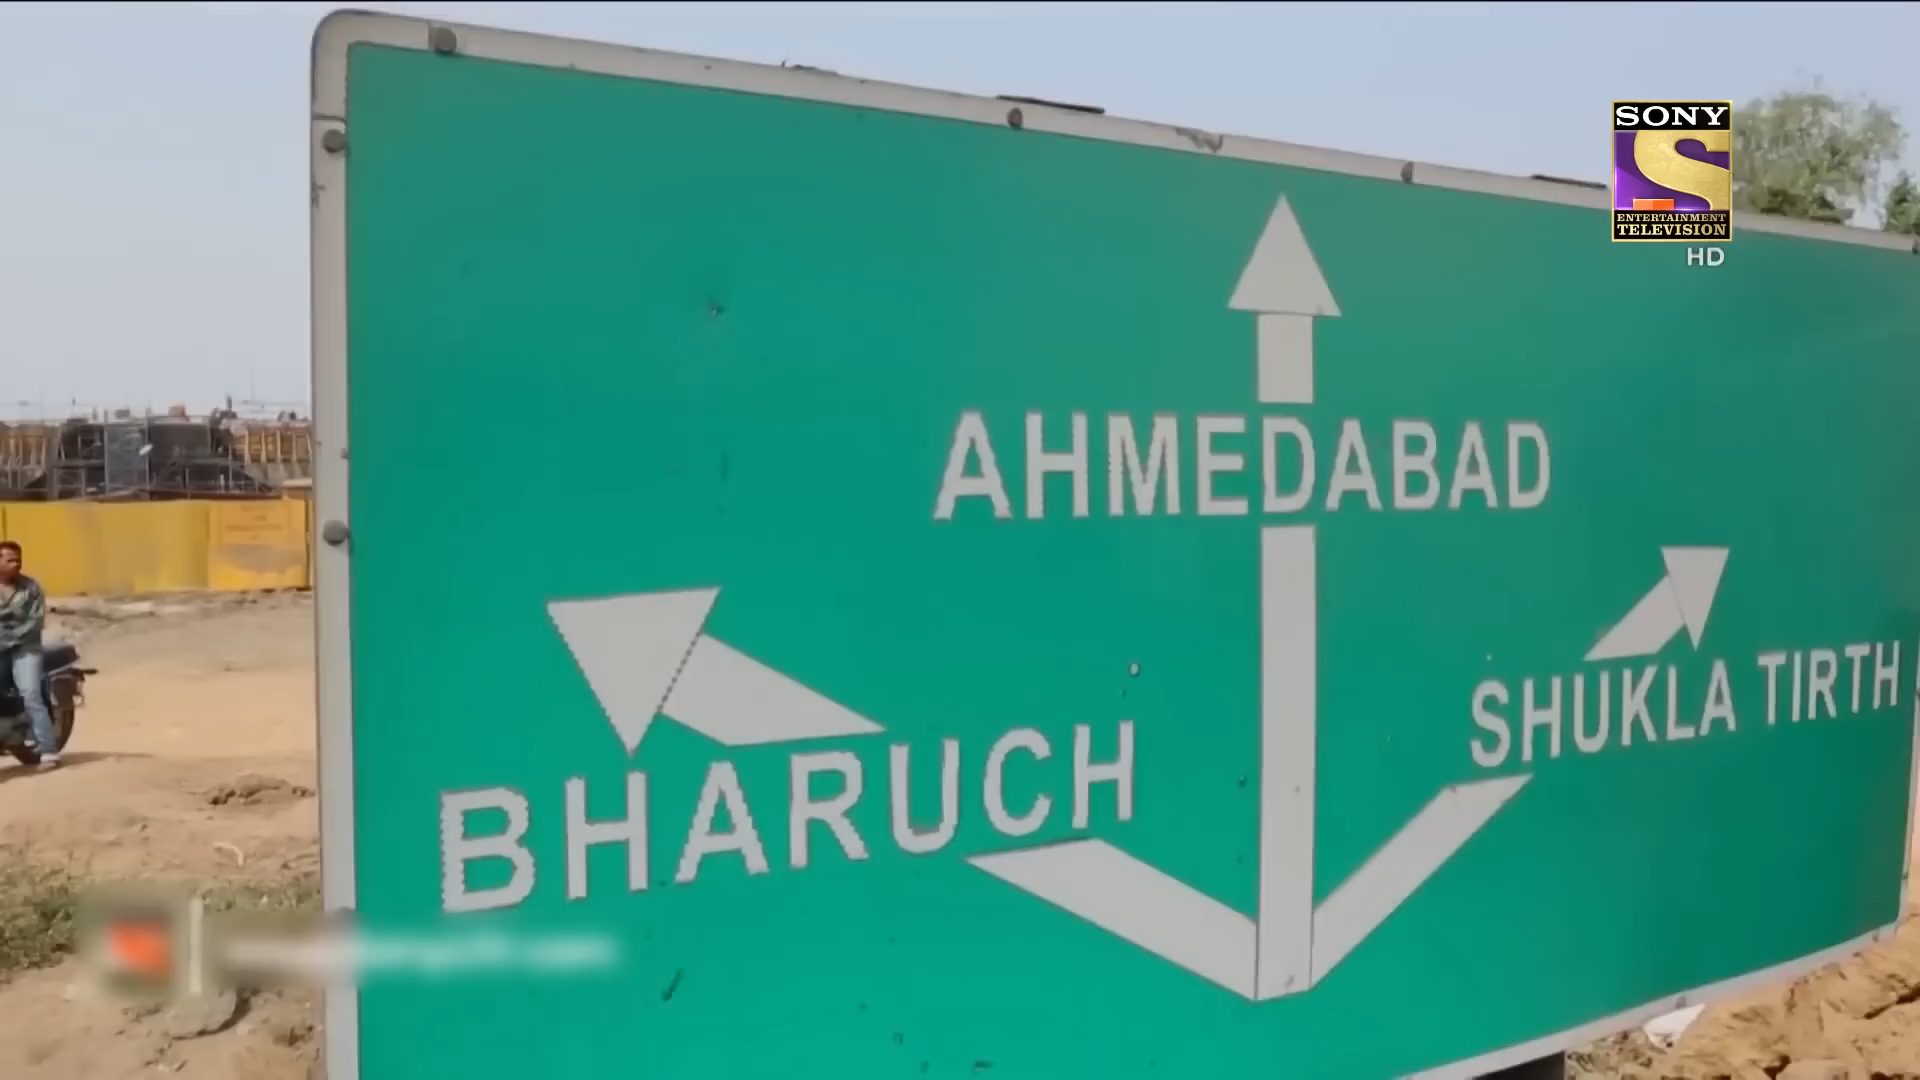 SONY
ENTERTAINMENT
TELEVISION
HD
AHMEDABAD
SHUKLA TIRTH
BHARUCH